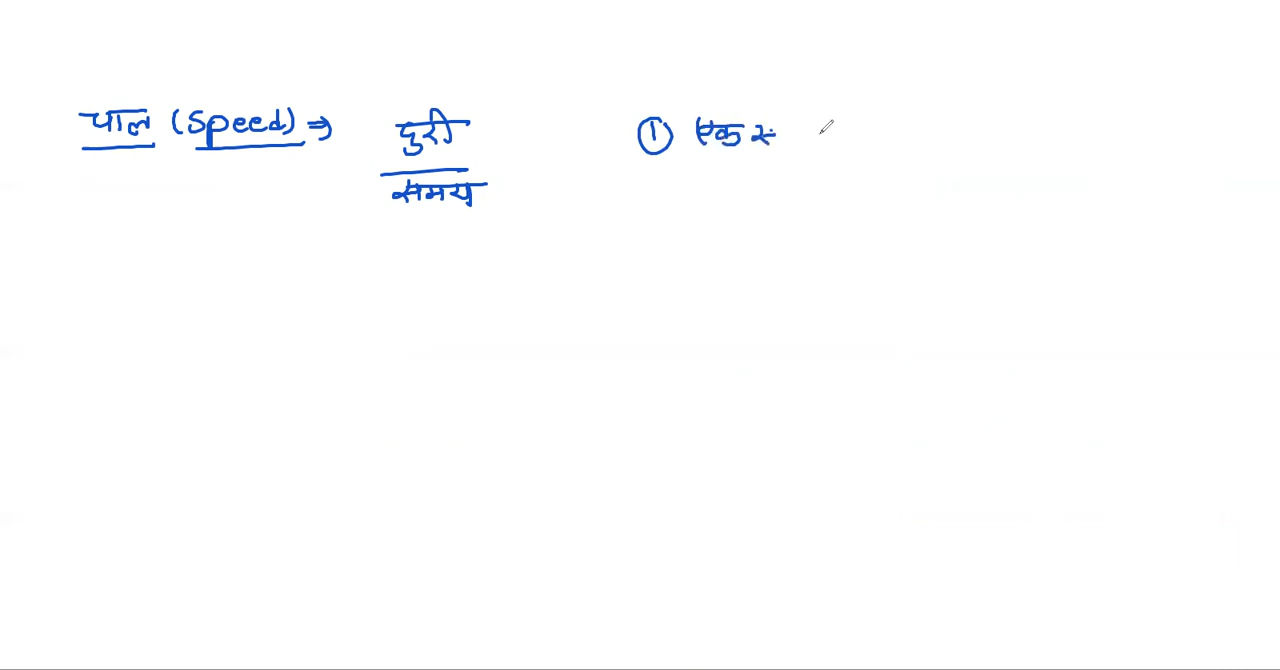 चाल (Speed) ⇒ दुरी
समय
① एक स